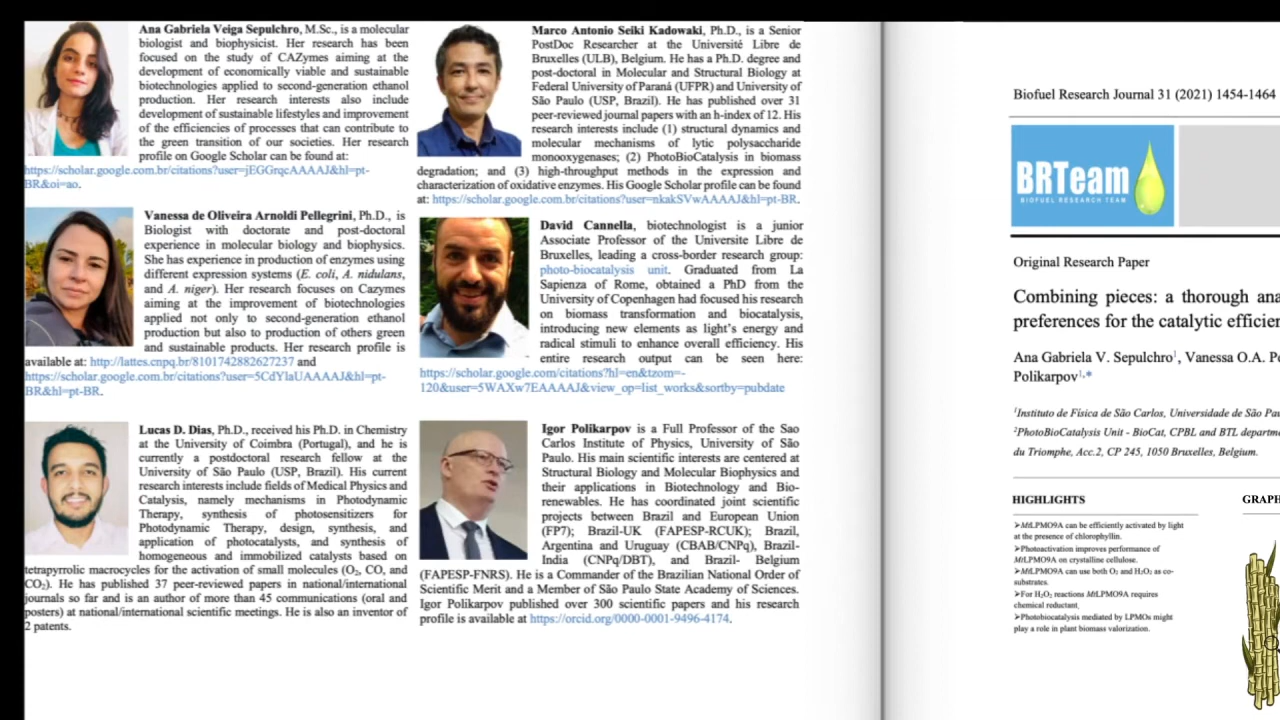 Ana Gabriela Veiga Sepulchro, M.Sc., is a molecular
biologist and biophysicist. Her research has been
focused on the study of CAZymes aiming at the
development of economically viable and sustainable
biotechnologies applied to second-generation ethanol
production. Her research interests also include
development of sustainable lifestyles and improvement
of the efficiencies of processes that can contribute to
the green transition of our societies. Her research
profile on Google Scholar can be found at:
https://scholar.google.com.br/citations?user=jEGGrqcAAAAJ&hl=pt-
BR&oi=ao.
Vanessa de Oliveira Arnoldi Pellegrini, Ph.D., is
Biologist with doctorate and post-doctoral
experience in molecular biology and biophysics.
She has experience in production of enzymes using
different expression systems (E. coli, A. nidulans,
and A. niger). Her research focuses on Cazymes
aiming at the improvement of biotechnologies
applied not only to second-generation ethanol
production but also to production of others green
and sustainable products. Her research profile is
available at: http://lattes.cnpq.br/8101742882627237 and
https://scholar.google.com.br/citations?user=5CdYlaUAAAAJ&hl=pt-
BR&hl=pt-BR.
Lucas D. Dias, Ph.D., received his Ph.D. in Chemistry
at the University of Coimbra (Portugal), and he is
currently a postdoctoral research fellow at the
University of São Paulo (USP, Brazil). His current
research interests include fields of Medical Physics and
Catalysis, namely mechanisms in Photodynamic
Therapy, synthesis of photosensitizers for
Photodynamic Therapy, design, synthesis, and
application of photocatalysts, and synthesis of
homogeneous and immobilized catalysts based on
tetrapyrrolic macrocycles for the activation of small molecules (O₂, CO, and
CO₂). He has published 37 peer-reviewed papers in national/international
journals so far and is an author of more than 45 communications (oral and
posters) at national/international scientific meetings. He is also an inventor of
2 patents.
Marco Antonio Seiki Kadowaki, Ph.D., is a Senior
PostDoc Researcher at the Université Libre de
Bruxelles (ULB), Belgium. He has a Ph.D. degree and
post-doctoral in Molecular and Structural Biology at
Federal University of Paraná (UFPR) and University of
São Paulo (USP, Brazil). He has published over 31
peer-reviewed journal papers with an h-index of 12. His
research interests include (1) structural dynamics and
molecular mechanisms of lytic polysaccharide
monooxygenases; (2) PhotoBioCatalysis in biomass
degradation; and (3) high-throughput methods in the expression and
characterization of oxidative enzymes. His Google Scholar profile can be found
at: https://scholar.google.com.br/citations?user=nkakSVwAAAAJ&hl=pt-BR.
David Cannella, biotechnologist is a junior
Associate Professor of the Universite Libre de
Bruxelles, leading a cross-border research group:
photo-biocatalysis unit. Graduated from La
Sapienza of Rome, obtained a PhD from the
University of Copenhagen had focused his research
on biomass transformation and biocatalysis,
introducing new elements as light's energy and
radical stimuli to enhance overall efficiency. His
entire research output can be seen here:
https://scholar.google.com/citations?hl=en&tzom=-
120&user=5WAXw7EAAAAJ&view_op=list_works&sortby=pubdate
Igor Polikarpov is a Full Professor of the Sao
Carlos Institute of Physics, University of São
Paulo. His main scientific interests are centered at
Structural Biology and Molecular Biophysics and
their applications in Biotechnology and Bio-
renewables. He has coordinated joint scientific
projects between Brazil and European Union
(FP7); Brazil-UK (FAPESP-RCUK); Brazil,
Argentina and Uruguay (CBAB/CNPq), Brazil-
India (CNPq/DBT), and Brazil- Belgium
(FAPESP-FNRS). He is a Commander of the Brazilian National Order of
Scientific Merit and a Member of São Paulo State Academy of Sciences.
Igor Polikarpov published over 300 scientific papers and his research
profile is available at https://orcid.org/0000-0001-9496-4174.
Biofuel Research Journal 31 (2021) 1454-1464
BRTeam
BIOFUEL RESEARCH TEAM
Original Research Paper
Combining pieces: a thorough ana
preferences for the catalytic efficien
Ana Gabriela V. Sepulchro¹, Vanessa O.A. Pe
Polikarpov¹,*
¹Instituto de Física de São Carlos, Universidade de São Pau
²PhotoBioCatalysis Unit - BioCat, CPBL and BTL departme
du Triomphe, Acc.2, CP 245, 1050 Bruxelles, Belgium.
HIGHLIGHTS
➢MtLPMO9A can be efficiently activated by light
at the presence of chlorophyllin.
➢Photoactivation improves performance of
MtLPMO9A on crystalline cellulose.
➢MtLPMO9A can use both O₂ and H₂O₂ as co-
substrates.
➢For H₂O₂ reactions MtLPMO9A requires
chemical reductant.
➢Photobiocatalysis mediated by LPMOs might
play a role in plant biomass valorization.
GRAPH